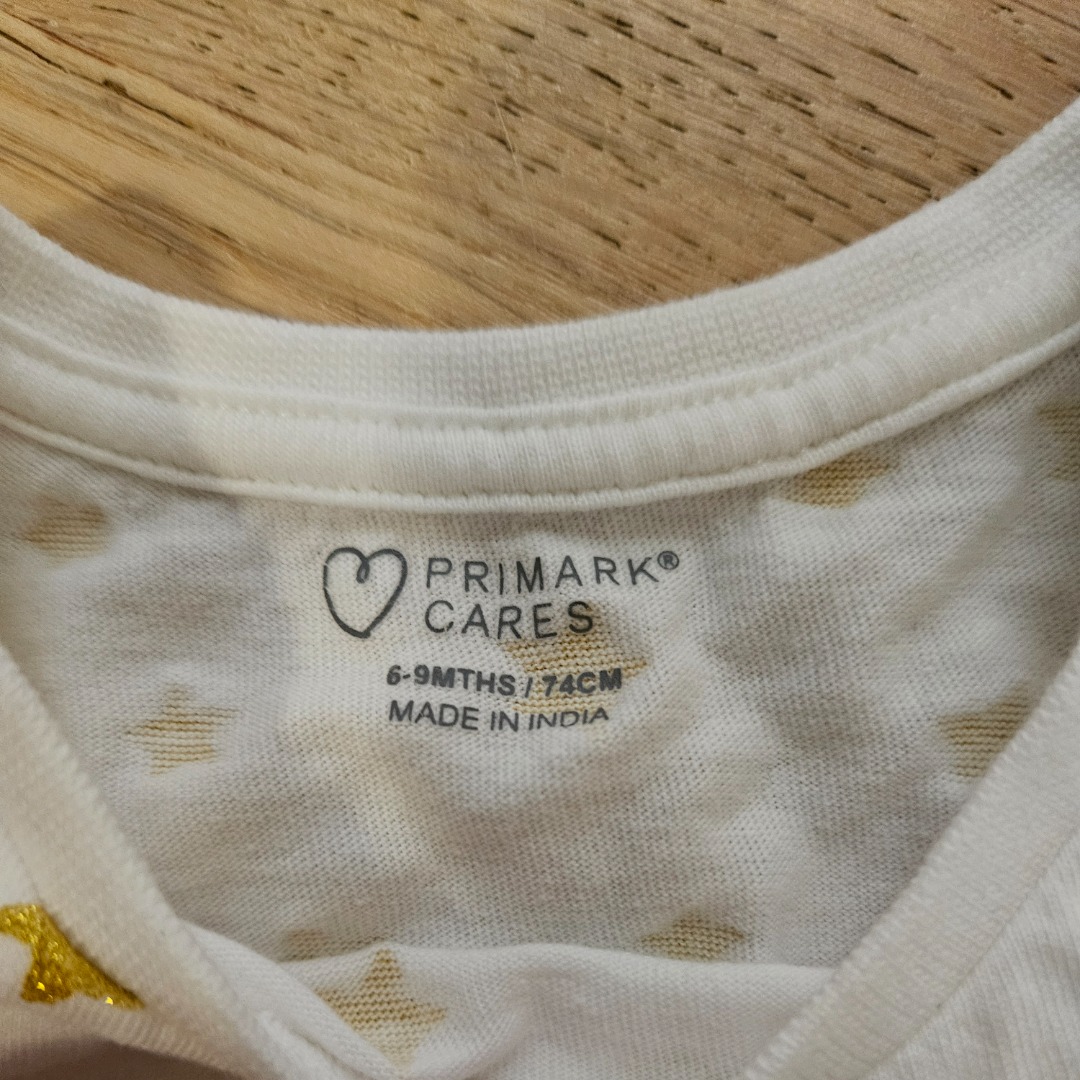 PRIMARK®
CARES
6-9MTHS / 74CM
MADE IN INDIA